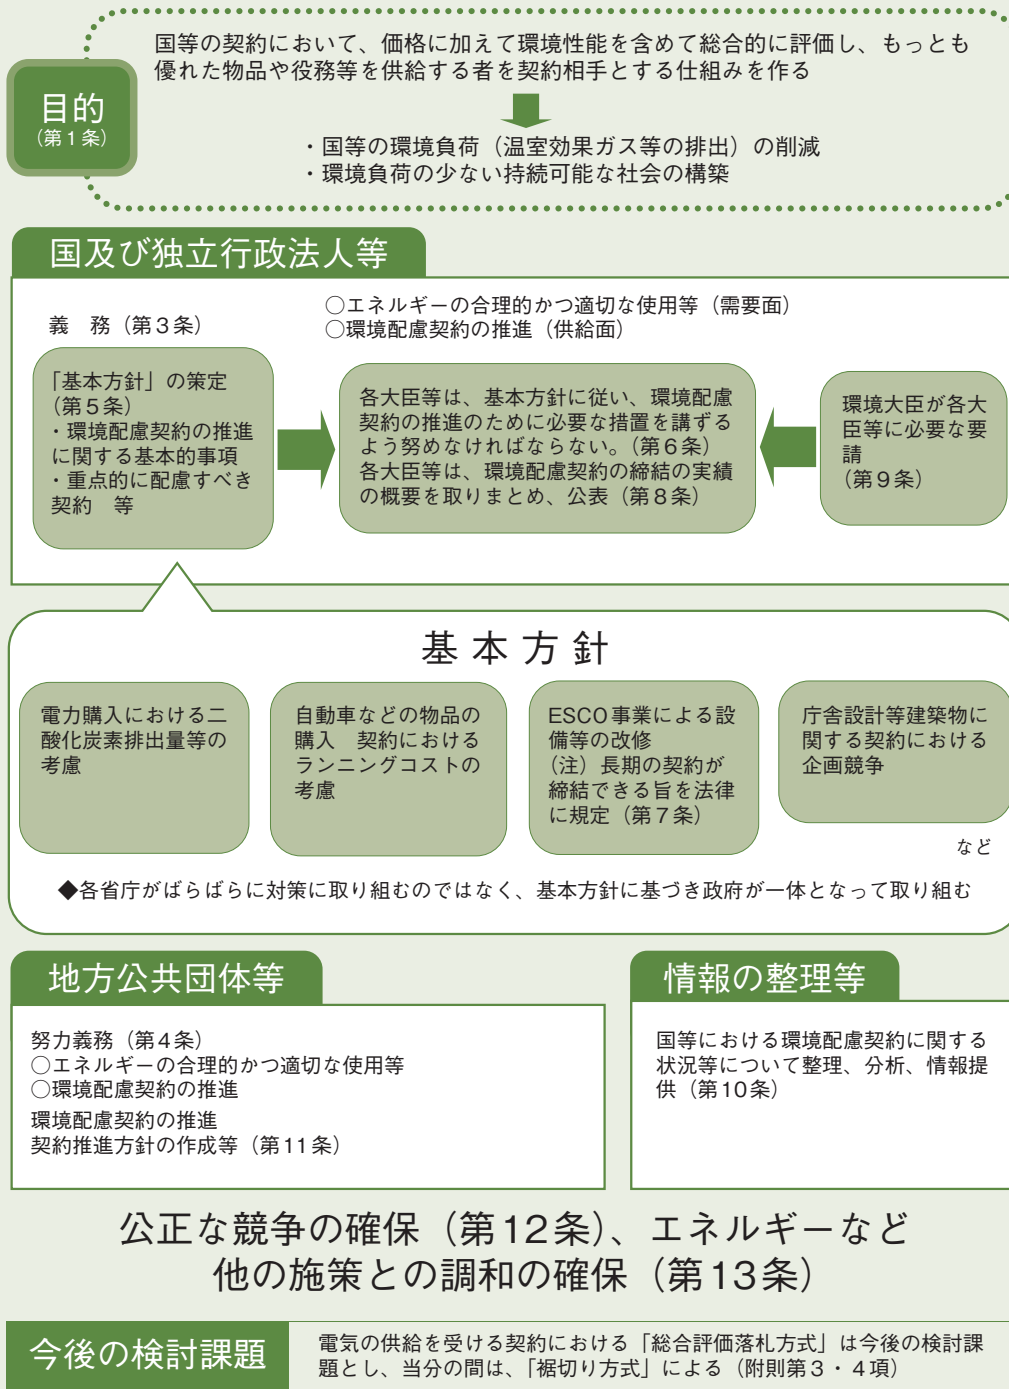 国等の契約において、価格に加えて環境性能を含めて総合的に評価し、もっとも
優れた物品や役務等を供給する者を契約相手とする仕組みを作る
目的
（第１条）
・国等の環境負荷（温室効果ガス等の排出）の削減
・環境負荷の少ない持続可能な社会の構築
国及び独立行政法人等
義　務（第３条）
○エネルギーの合理的かつ適切な使用等（需要面）
○環境配慮契約の推進（供給面）
「基本方針」の策定
（第５条）
・環境配慮契約の推進
に関する基本的事項
・重点的に配慮すべき
契約　等
各大臣等は、基本方針に従い、環境配慮
契約の推進のために必要な措置を講ずる
よう努めなければならない。（第６条）
各大臣等は、環境配慮契約の締結の実績
の概要を取りまとめ、公表（第８条）
環境大臣が各大
臣等に必要な要
請
（第９条）
基本方針
電力購入における二
酸化炭素排出量等の
考慮
自動車などの物品の
購入　契約における
ランニングコストの
考慮
ESCO事業による設
備等の改修
（注）長期の契約が
締結できる旨を法律
に規定（第７条）
庁舎設計等建築物に
関する契約における
企画競争
など
◆各省庁がばらばらに対策に取り組むのではなく、基本方針に基づき政府が一体となって取り組む
地方公共団体等
努力義務（第４条）
○エネルギーの合理的かつ適切な使用等
○環境配慮契約の推進
環境配慮契約の推進
契約推進方針の作成等（第11条）
情報の整理等
国等における環境配慮契約に関する
状況等について整理、分析、情報提
供（第10条）
公正な競争の確保（第12条）、エネルギーなど
他の施策との調和の確保（第13条）
今後の検討課題
電気の供給を受ける契約における「総合評価落札方式」は今後の検討課
題とし、当分の間は、「裾切り方式」による（附則第３・４項）